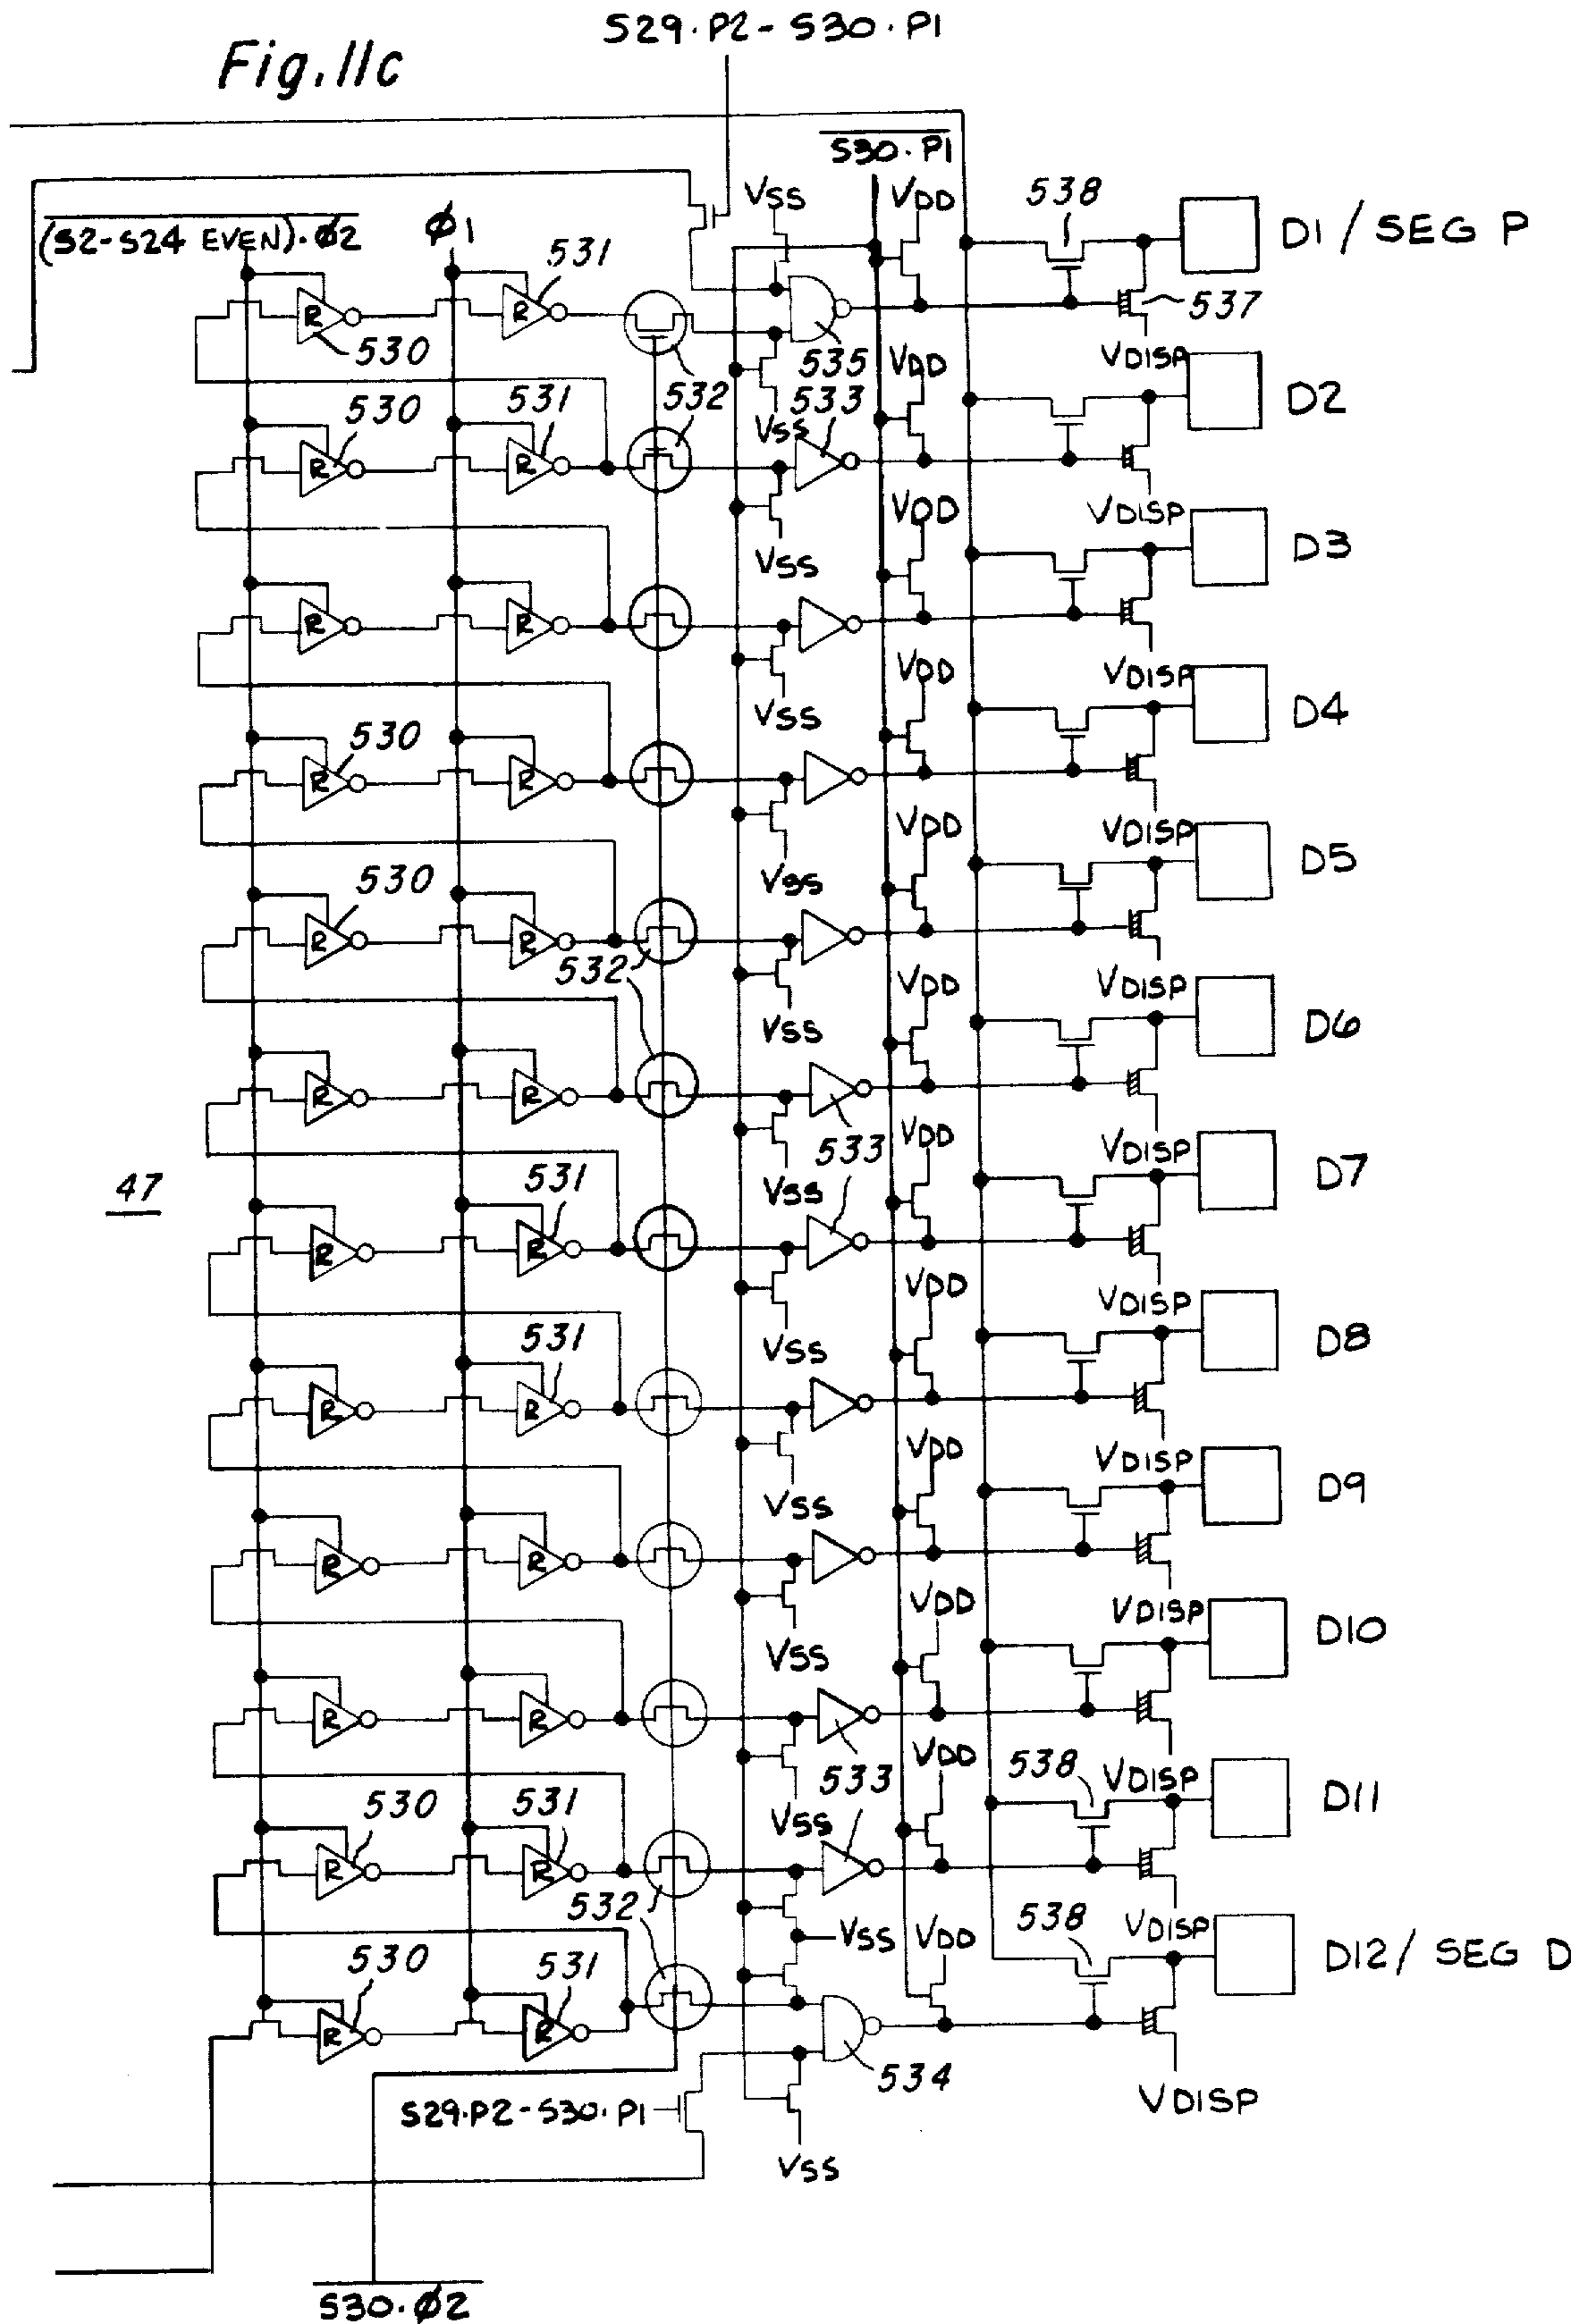 S29·P2-S30·P1
Fig.11c
S30·P1
VSS
VDD
538
D1 / SEG P
(S2-S24 EVEN)·Ø2
Ø1
531
R
R
530
535
537
VDISP
VDD
530
531
532
VSS
533
D2
R
R
VDISP
VDD
VSS
D3
R
R
VDISP
VDD
530
VSS
D4
R
R
VDISP
VDD
530
VSS
D5
R
R
532
VDISP
VDD
VSS
D6
R
R
533
VDD
VDISP
VSS
47
531
D7
R
R
VDISP
VDD
531
VSS
D8
R
R
VDISP
VDD
VSS
D9
R
R
VDISP
VDD
VSS
D10
R
R
533
VDD
538
VDISP
530
531
VSS
533
D11
R
R
532
538
VDISP
VSS
VDD
530
531
D12/ SEG D
R
R
534
S29·P2-S30·P1
VDISP
VSS
S30·Ø2